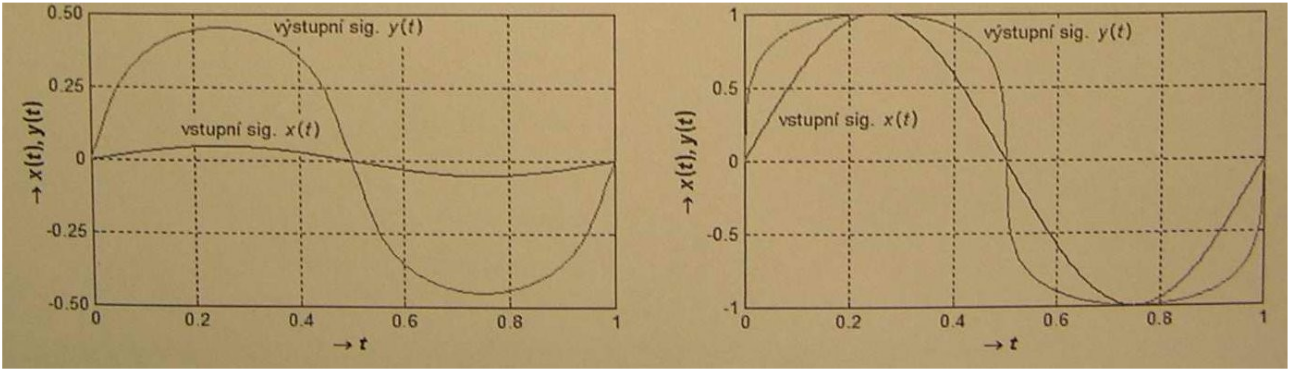 0.50
0.25
0
-0.25
-0.50
→ x(t), y(t)
výstupní sig. y(t)
vstupní sig. x(t)
0 0.2 0.4 0.6 0.8 1
→ t
1
0.5
0
-0.5
-1
→ x(t), y(t)
výstupní sig. y(t)
vstupní sig. x(t)
0 0.2 0.4 0.6 0.8 1
→ t